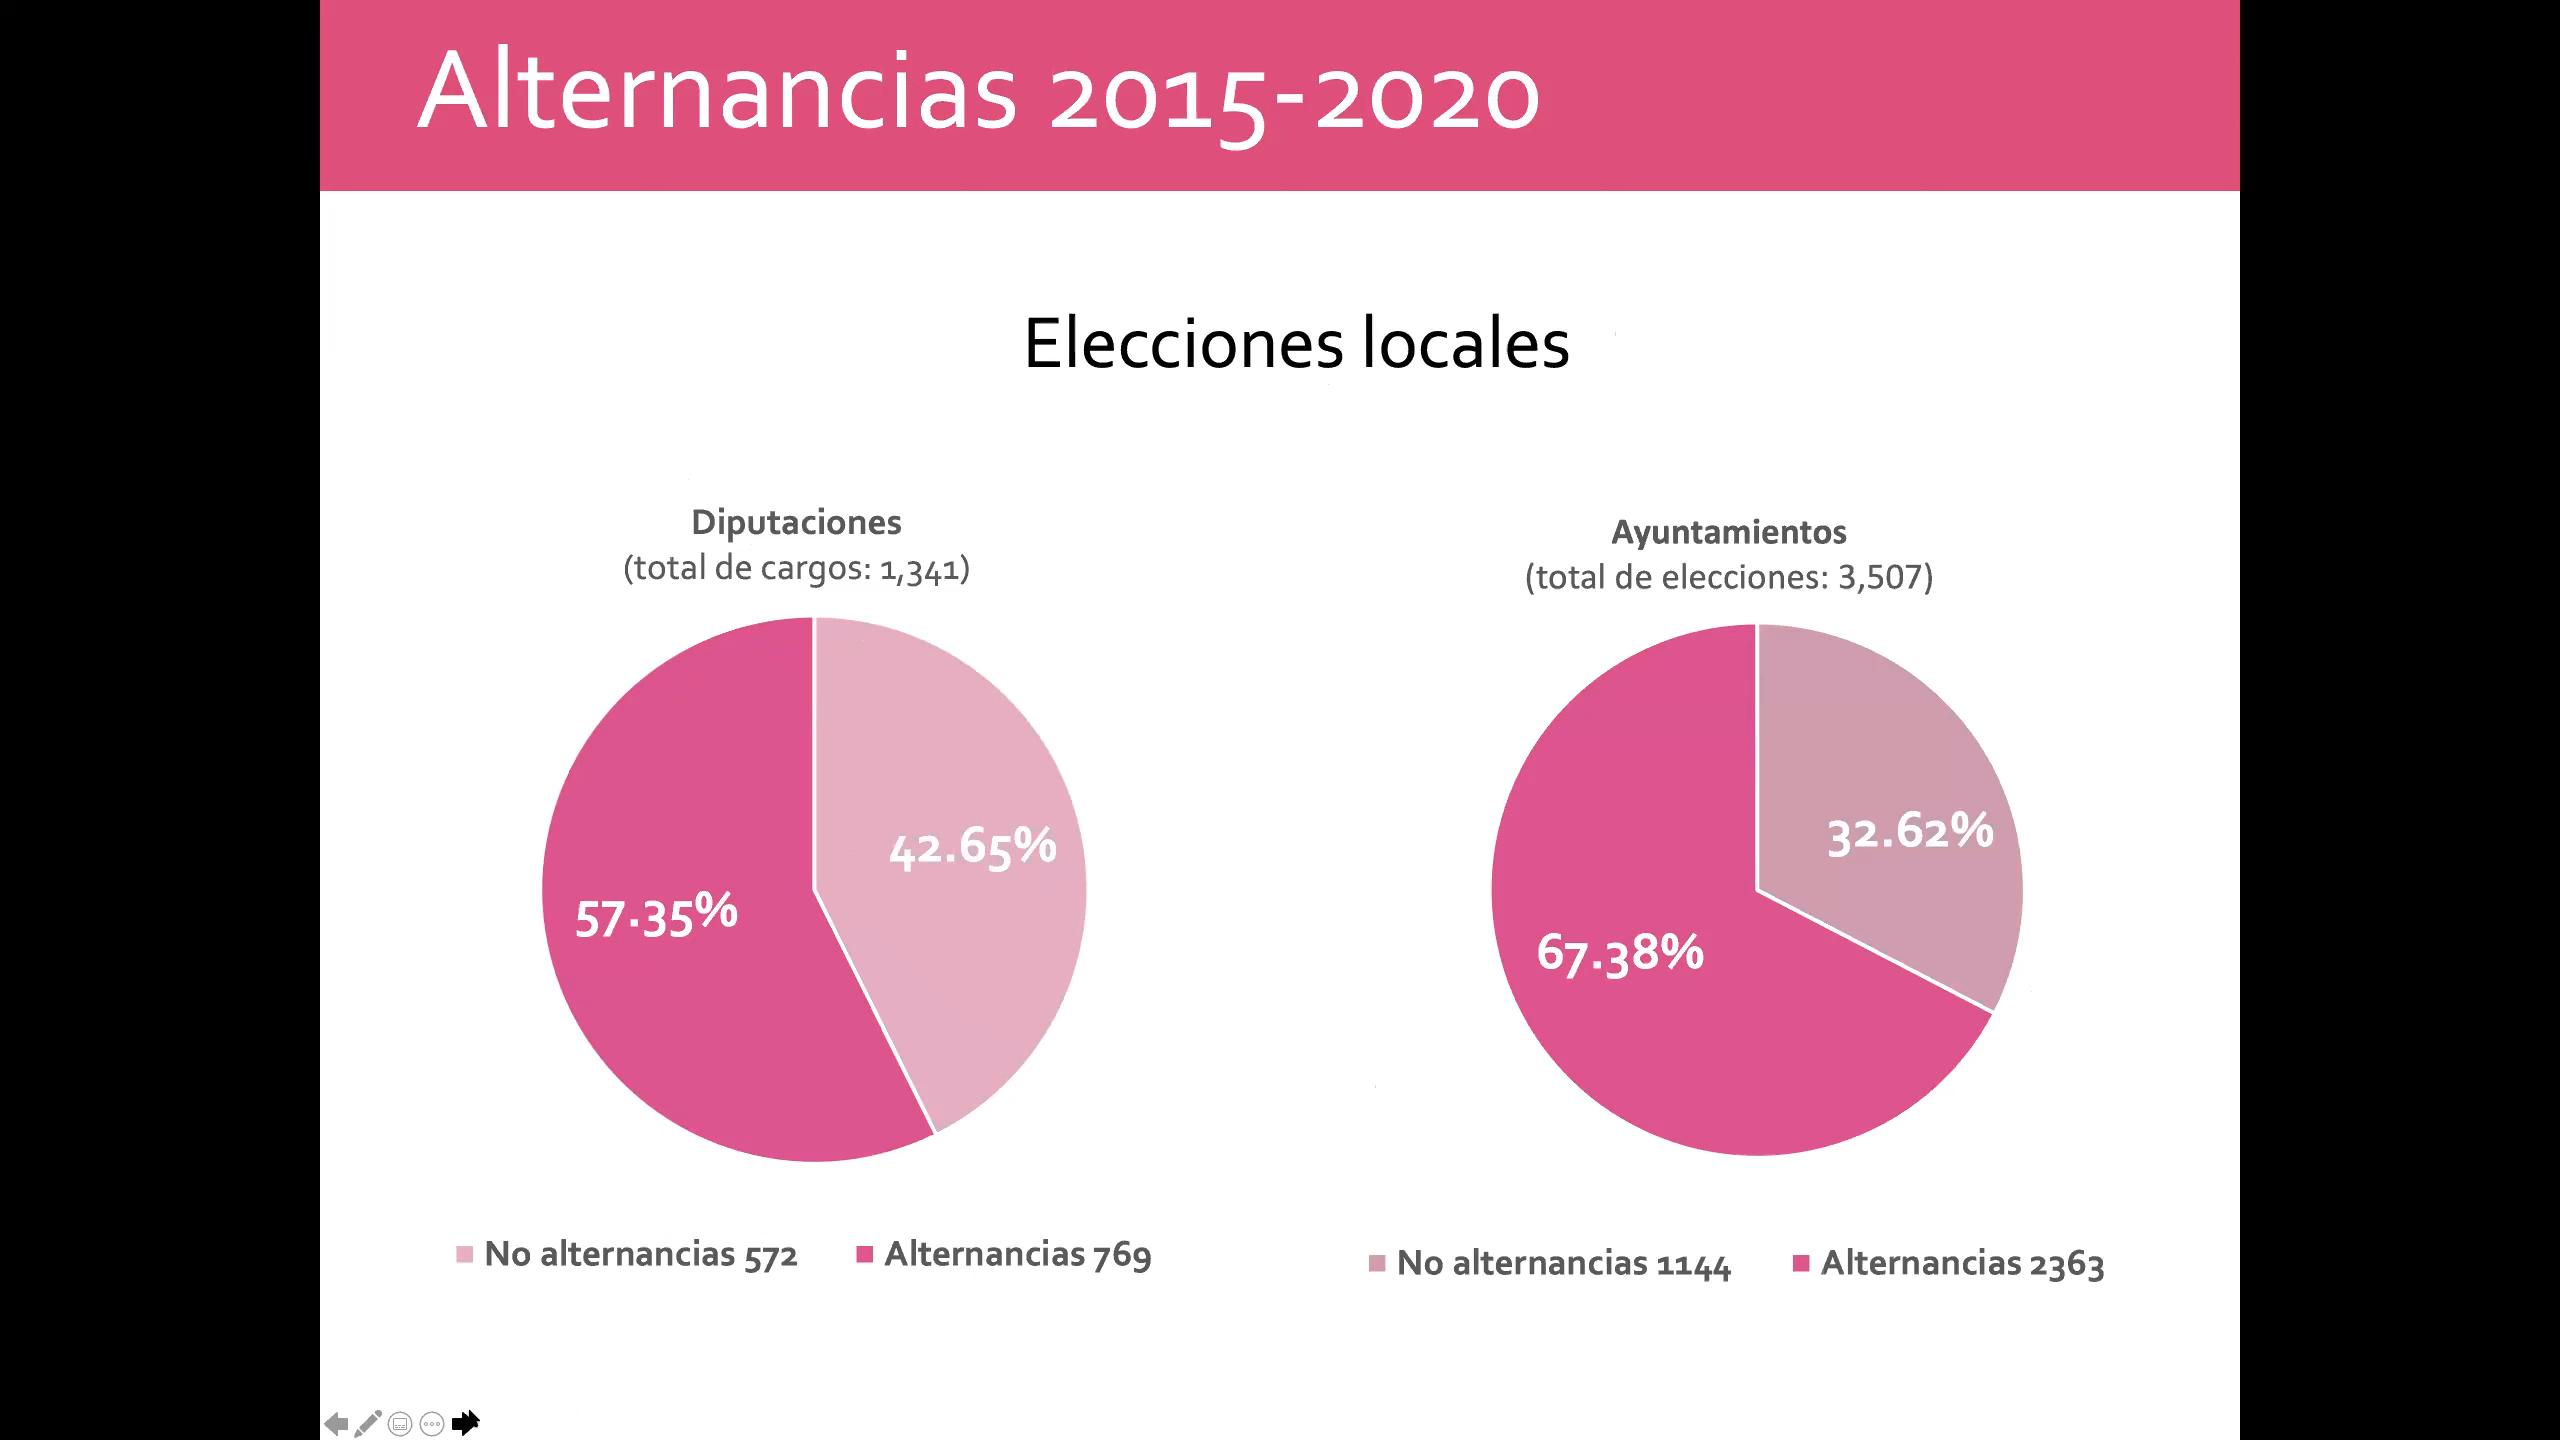 Alternancias 2015-2020
Elecciones locales
Diputaciones
(total de cargos: 1,341)
42.65%
57.35%
No alternancias 572
Alternancias 769
Ayuntamientos
(total de elecciones: 3,507)
32.62%
67.38%
No alternancias 1144
Alternancias 2363